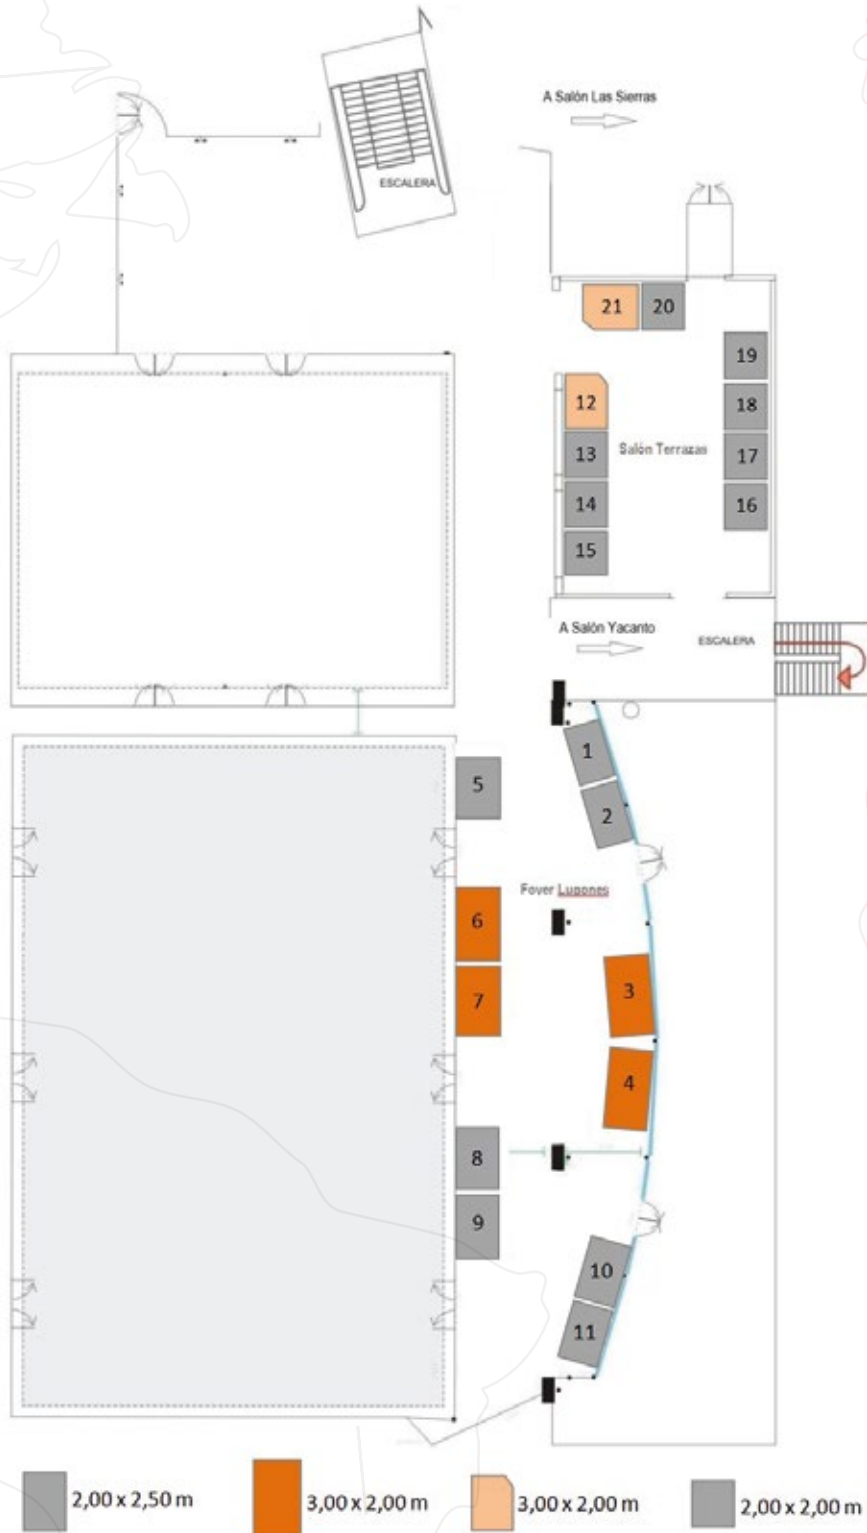 A Salón Las Sierras
ESCALERA
21
20
19
12
18
13
Salón Terrazas
17
14
16
15
A Salón Yacanto
ESCALERA
1
5
2
Foyer Lugones
6
3
7
4
8
9
10
11
2,00 x 2,50 m
3,00 x 2,00 m
3,00 x 2,00 m
2,00 x 2,00 m